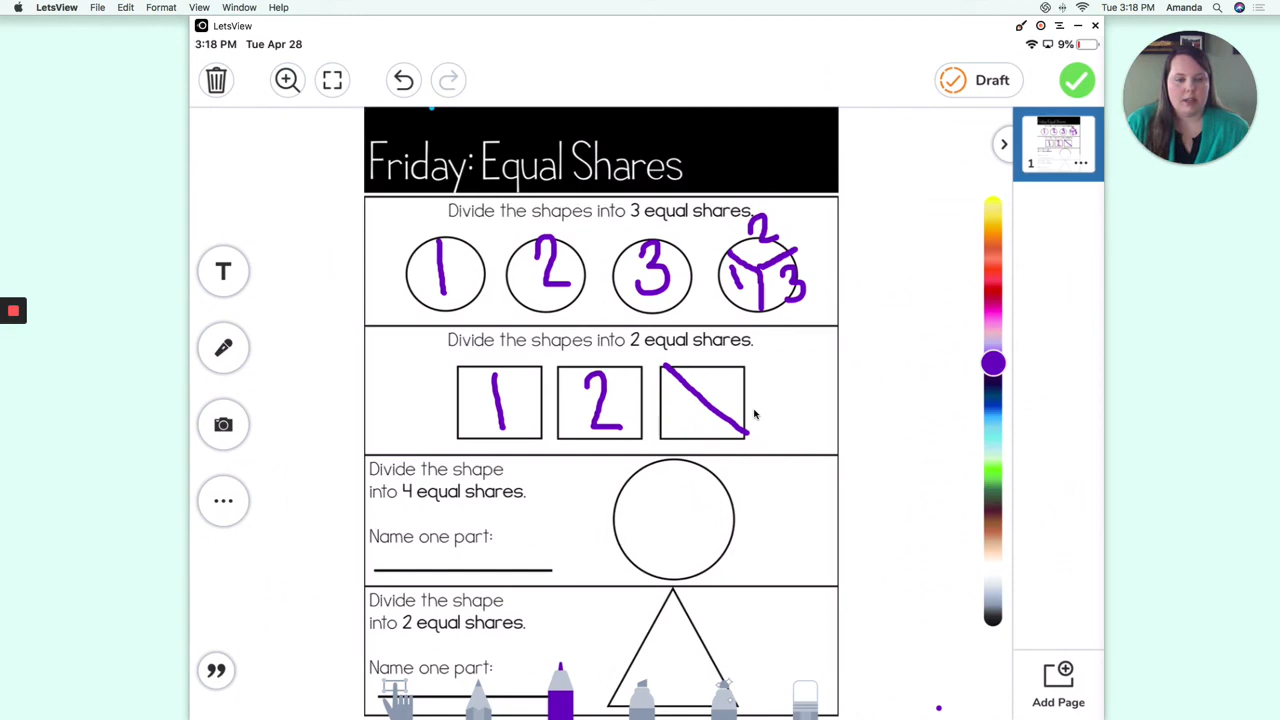 LetsView File Edit Format View Window Help
Tue 3:18 PM Amanda
LetsView
3:18 PM Tue Apr 28
9%
Draft
Friday: Equal Shares
1
Divide the shapes into 3 equal shares.
1 2 3 1 2 3
T
Divide the shapes into 2 equal shares.
1 2
Divide the shape
into 4 equal shares.
Name one part:
Divide the shape
into 2 equal shares.
Name one part:
Add Page